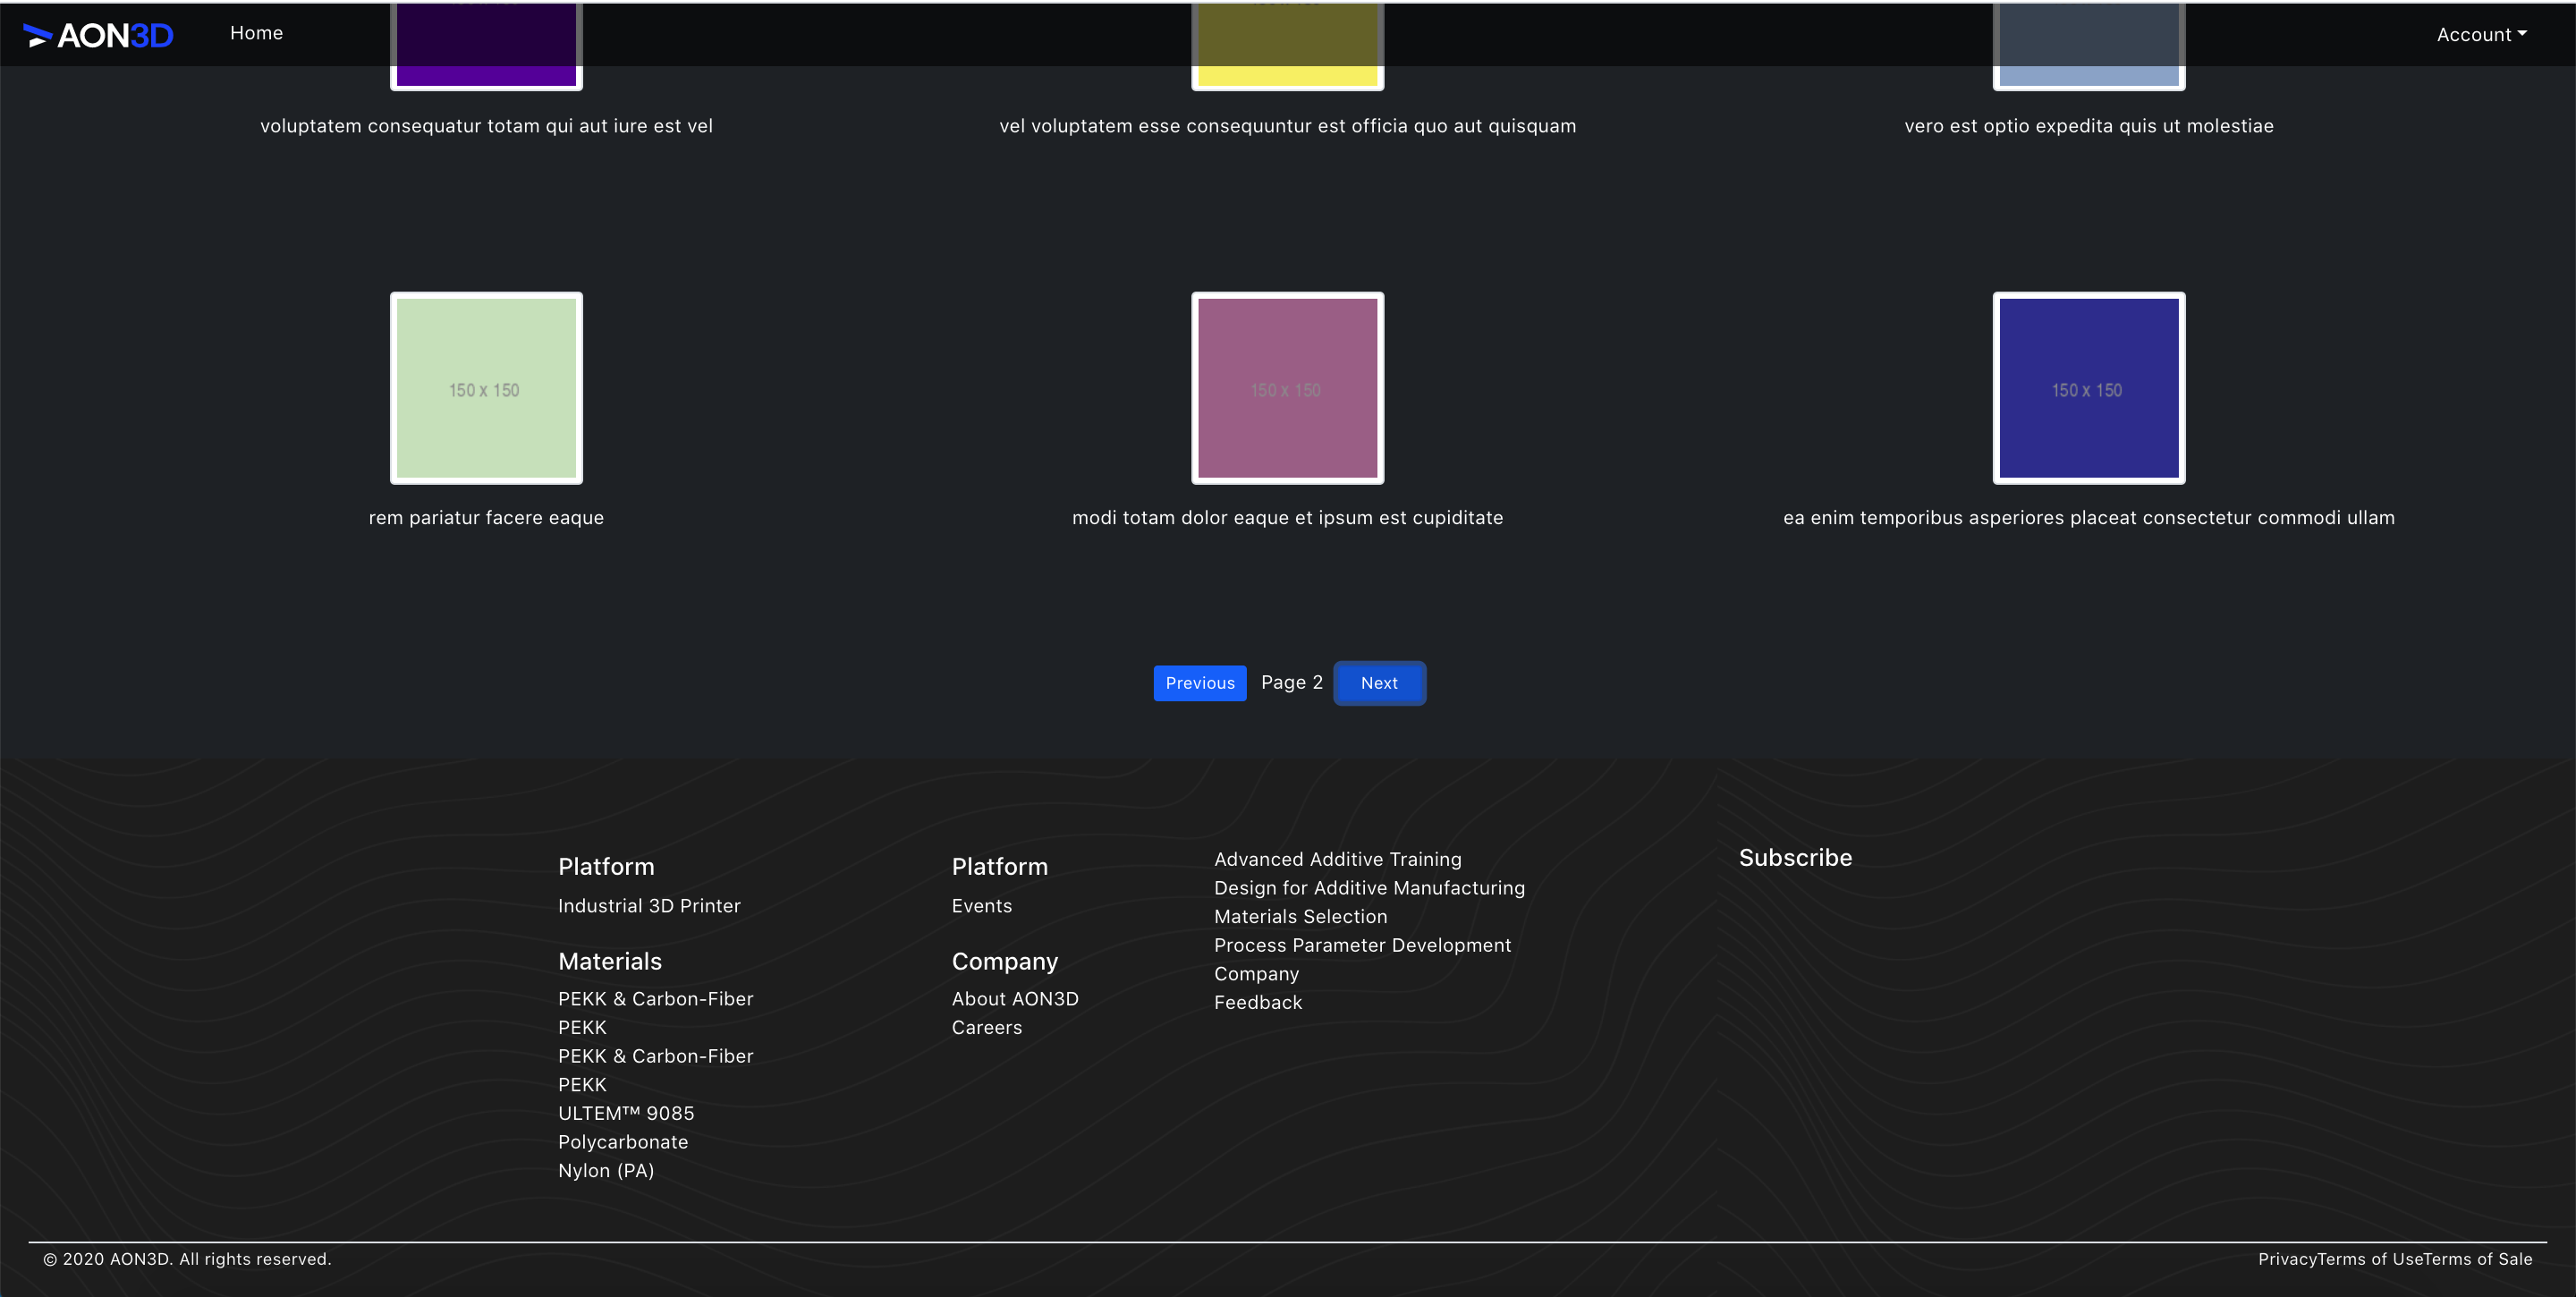 AON3D
Home
Account
voluptatem consequatur totam qui aut iure est vel
vel voluptatem esse consequuntur est officia quo aut quisquam
vero est optio expedita quis ut molestiae
150 x 150
150 x 150
150 x 150
rem pariatur facere eaque
modi totam dolor eaque et ipsum est cupiditate
ea enim temporibus asperiores placeat consectetur commodi ullam
Previous
Page 2
Next
Platform
Industrial 3D Printer
Materials
PEKK & Carbon-Fiber
PEKK
PEKK & Carbon-Fiber
PEKK
ULTEM™ 9085
Polycarbonate
Nylon (PA)
Platform
Events
Company
About AON3D
Careers
Advanced Additive Training
Design for Additive Manufacturing
Materials Selection
Process Parameter Development
Company
Feedback
Subscribe
© 2020 AON3D. All rights reserved.
PrivacyTerms of UseTerms of Sale